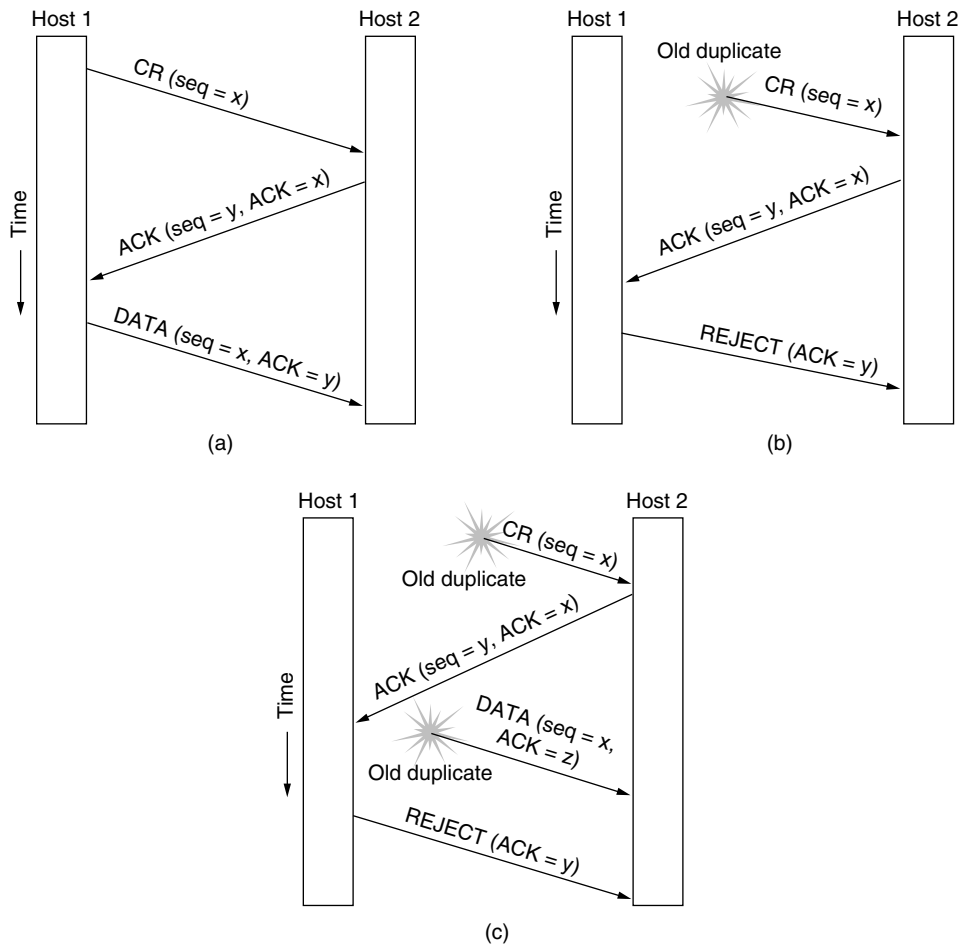 Host 1
Host 2
CR (seq = x)
ACK (seq = y, ACK = x)
DATA (seq = x, ACK = y)
Time
(a)
Host 1
Host 2
Old duplicate
CR (seq = x)
ACK (seq = y, ACK = x)
REJECT (ACK = y)
Time
(b)
Host 1
Host 2
CR (seq = x)
Old duplicate
ACK (seq = y, ACK = x)
DATA (seq = x,
ACK = z)
Old duplicate
REJECT (ACK = y)
Time
(c)